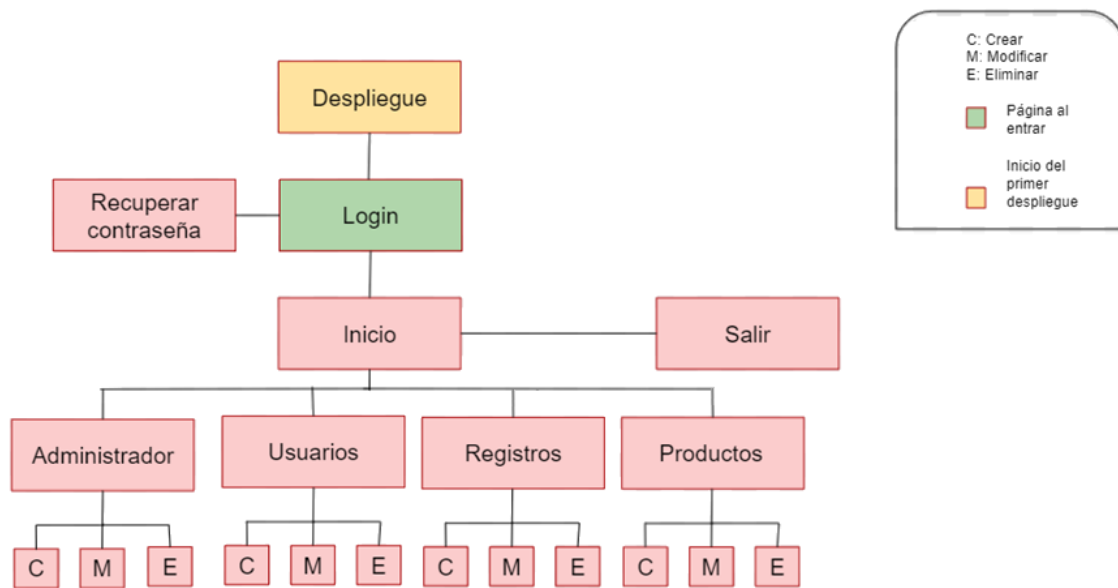 C: Crear
M: Modificar
E: Eliminar
Página al
entrar
Inicio del
primer
despliegue
Despliegue
Recuperar
contraseña
Login
Inicio
Salir
Administrador
Usuarios
Registros
Productos
C M E
C M E
C M E
C M E